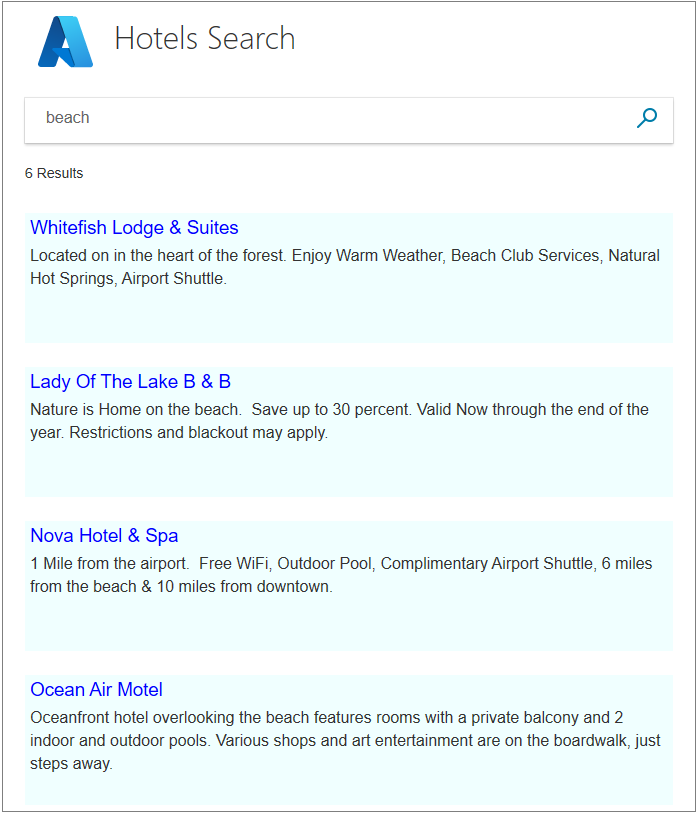 Hotels Search
beach
6 Results
Whitefish Lodge & Suites
Located on in the heart of the forest. Enjoy Warm Weather, Beach Club Services, Natural
Hot Springs, Airport Shuttle.
Lady Of The Lake B & B
Nature is Home on the beach.  Save up to 30 percent. Valid Now through the end of the
year. Restrictions and blackout may apply.
Nova Hotel & Spa
1 Mile from the airport.  Free WiFi, Outdoor Pool, Complimentary Airport Shuttle, 6 miles
from the beach & 10 miles from downtown.
Ocean Air Motel
Oceanfront hotel overlooking the beach features rooms with a private balcony and 2
indoor and outdoor pools. Various shops and art entertainment are on the boardwalk, just
steps away.